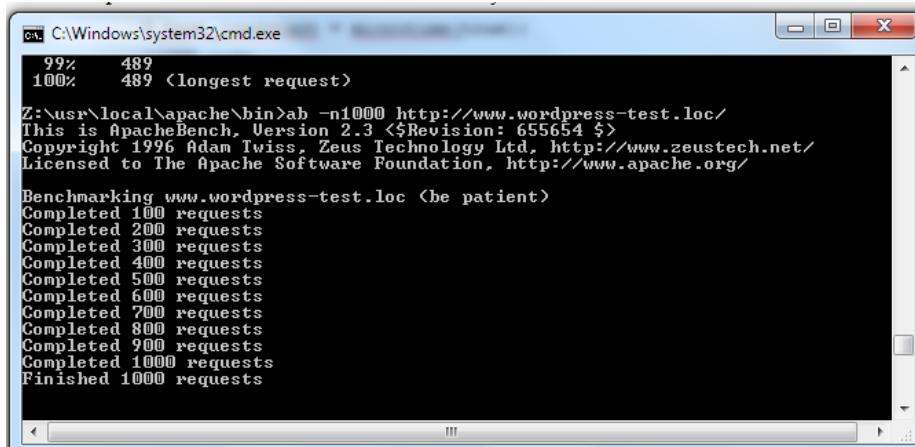 C:\Windows\system32\cmd.exe
99% 489
100% 489 (longest request)
Z:\usr\local\apache\bin>ab -n1000 http://www.wordpress-test.loc/
This is ApacheBench, Version 2.3 <$Revision: 655654 $>
Copyright 1996 Adam Twiss, Zeus Technology Ltd, http://www.zeustech.net/
Licensed to The Apache Software Foundation, http://www.apache.org/
Benchmarking www.wordpress-test.loc (be patient)
Completed 100 requests
Completed 200 requests
Completed 300 requests
Completed 400 requests
Completed 500 requests
Completed 600 requests
Completed 700 requests
Completed 800 requests
Completed 900 requests
Completed 1000 requests
Finished 1000 requests